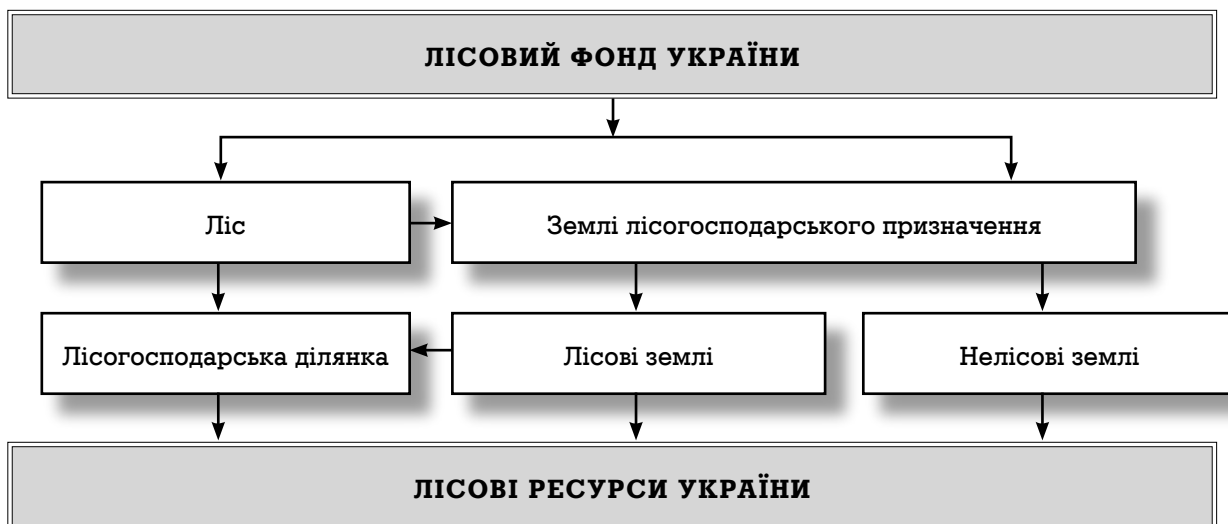 ЛІСОВИЙ ФОНД УКРАЇНИ
Ліс
Землі лісогосподарського призначення
Лісогосподарська ділянка
Лісові землі
Нелісові землі
ЛІСОВІ РЕСУРСИ УКРАЇНИ